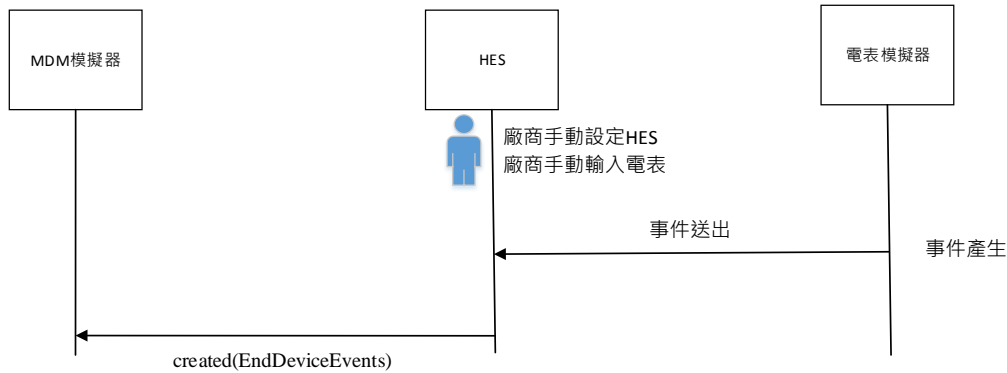 MDM模擬器
HES
電表模擬器
廠商手動設定HES
廠商手動輸入電表
事件送出
事件產生
created(EndDeviceEvents)